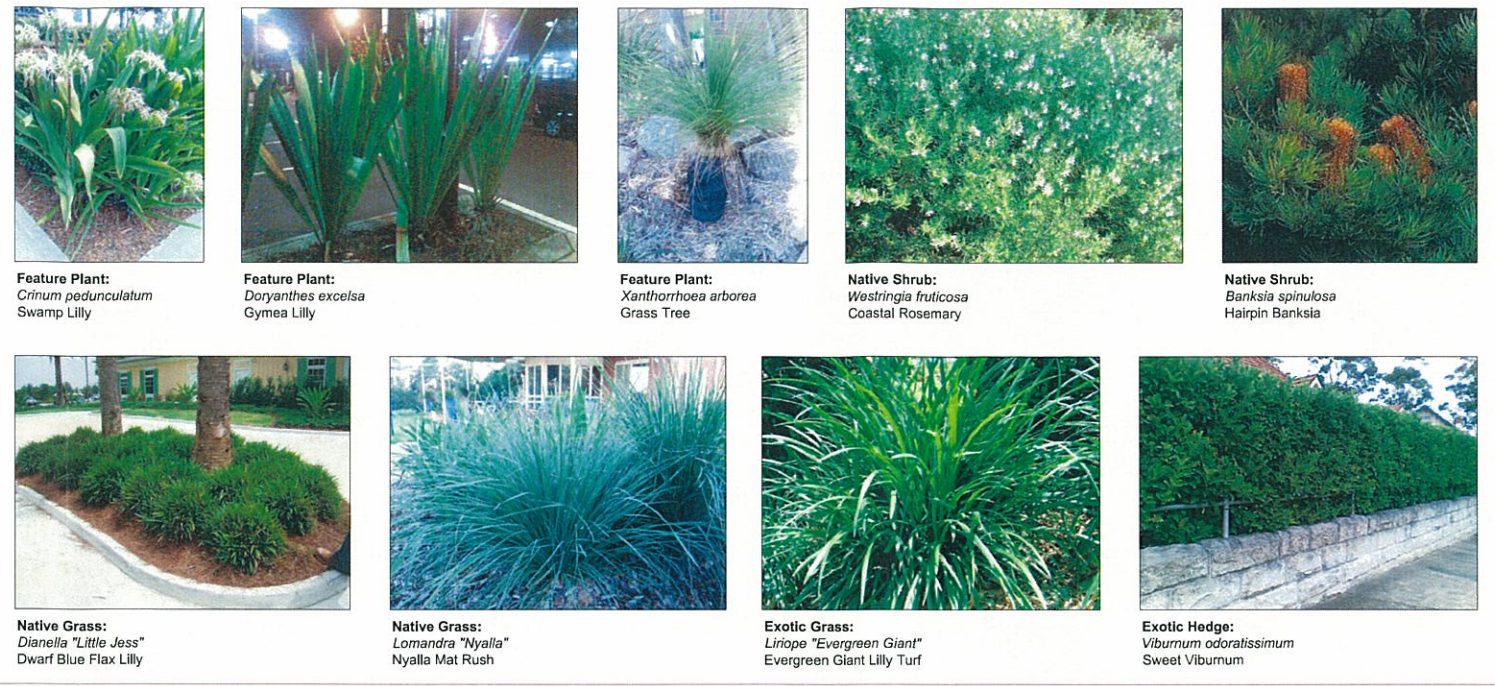 Feature Plant:
Crinum pedunculatum
Swamp Lilly
Feature Plant:
Doryanthes excelsa
Gymea Lilly
Feature Plant:
Xanthorrhoea arborea
Grass Tree
Native Shrub:
Westringia fruticosa
Coastal Rosemary
Native Shrub:
Banksia spinulosa
Hairpin Banksia
Native Grass:
Dianella "Little Jess"
Dwarf Blue Flax Lilly
Native Grass:
Lomandra "Nyalla"
Nyalla Mat Rush
Exotic Grass:
Liriope "Evergreen Giant"
Evergreen Giant Lilly Turf
Exotic Hedge:
Viburnum odoratissimum
Sweet Viburnum